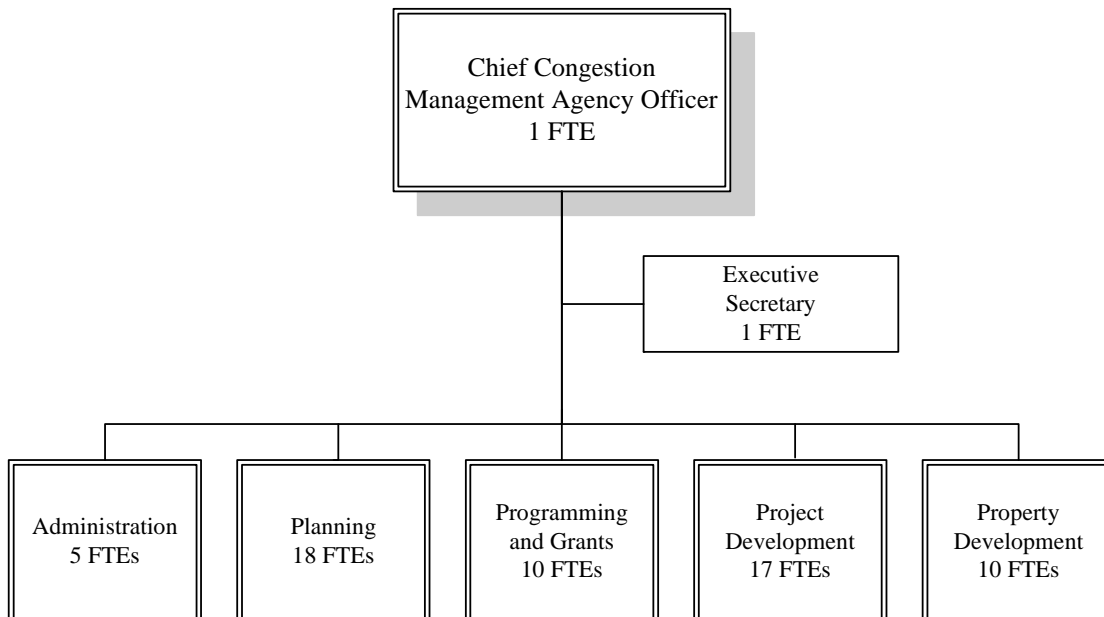 Chief Congestion
Management Agency Officer
1 FTE
Executive
Secretary
1 FTE
Administration
5 FTEs
Planning
18 FTEs
Programming
and Grants
10 FTEs
Project
Development
17 FTEs
Property
Development
10 FTEs